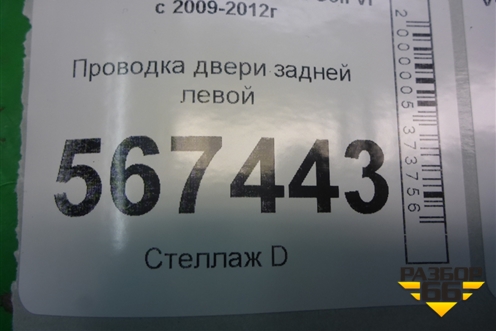 с 2009-2012г
Проводка двери задней
левой
567443
Стеллаж D
2000005373756
РАЗБОР
66